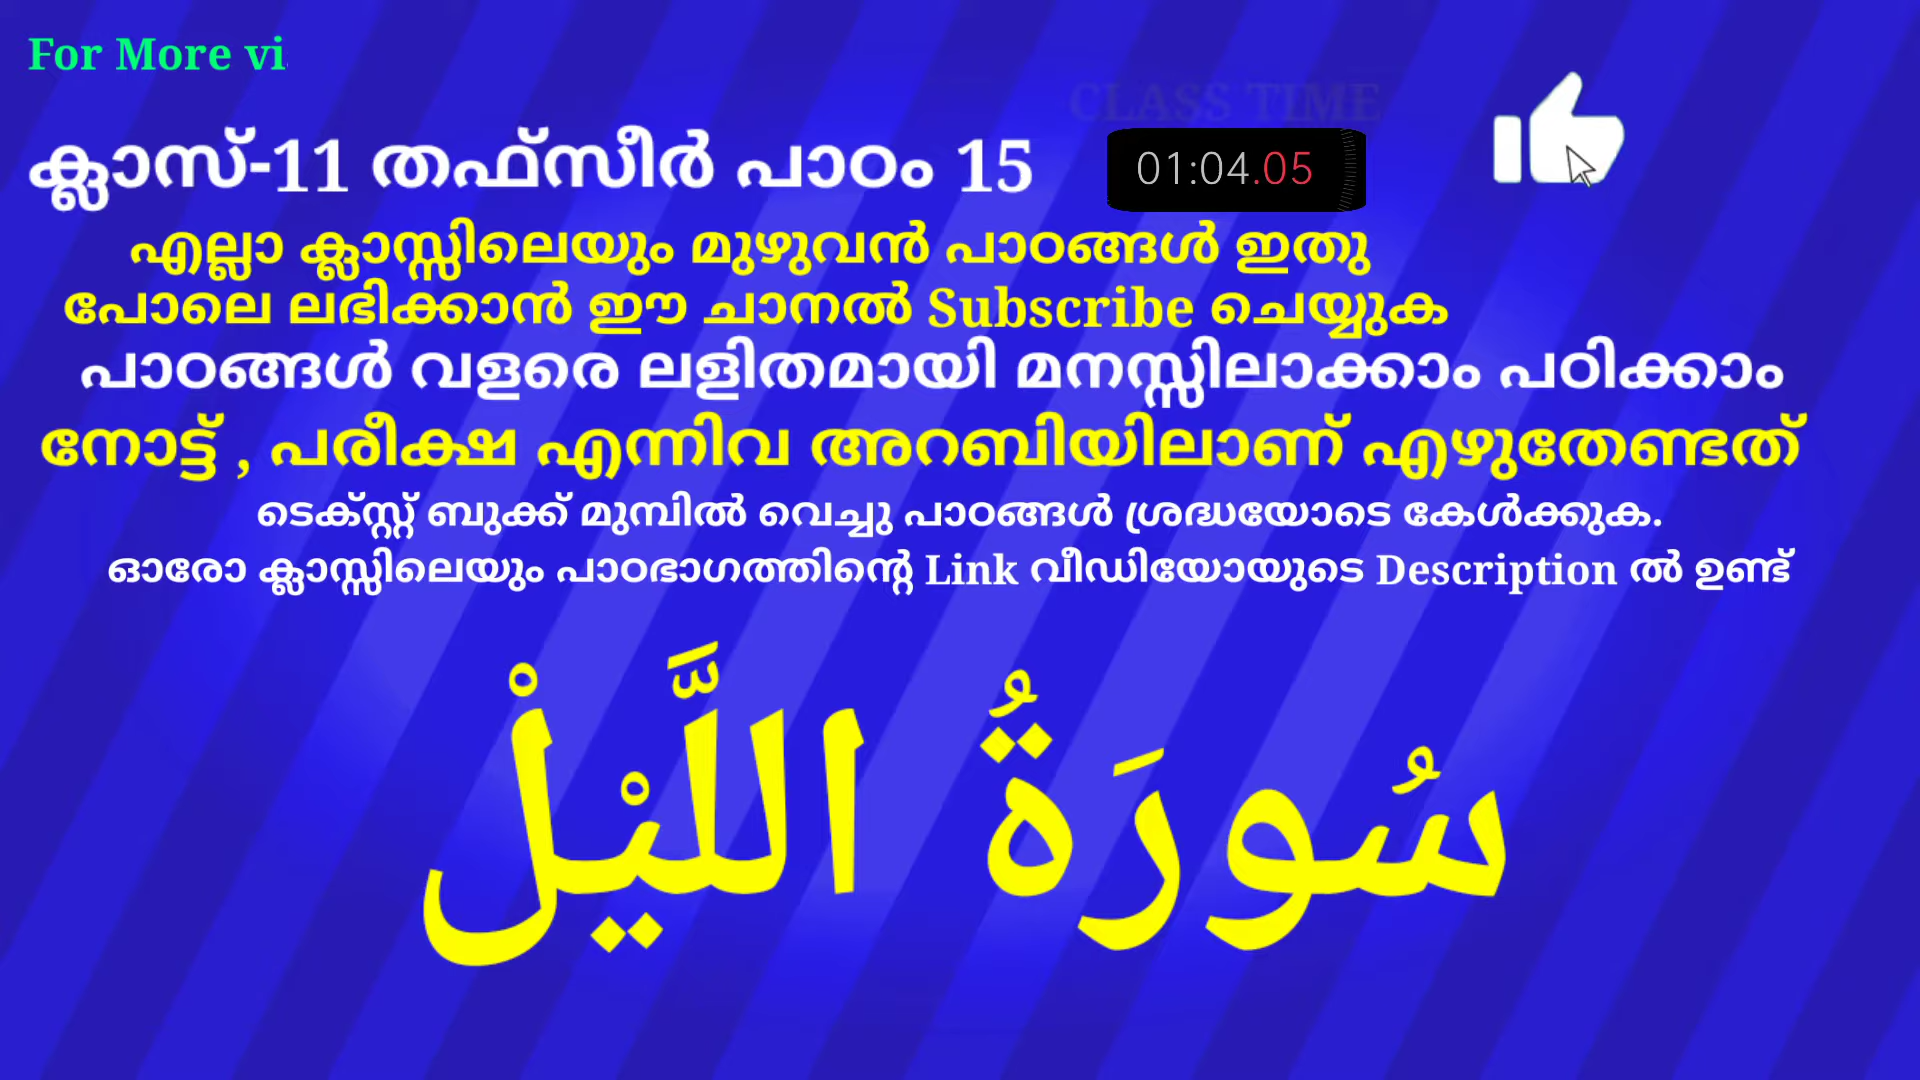 For More vi
CLASS TIME
ക്ലാസ്-11 തഫ്സീർ പാഠം 15
01:04.05
എല്ലാ ക്ലാസ്സിലെയും മുഴുവൻ പാഠങ്ങൾ ഇതു
പോലെ ലഭിക്കാൻ ഈ ചാനൽ Subscribe ചെയ്യുക
പാഠങ്ങൾ വളരെ ലളിതമായി മനസ്സിലാക്കാം പഠിക്കാം
നോട്ട് , പരീക്ഷ എന്നിവ അറബിയിലാണ് എഴുതേണ്ടത്
ടെക്സ്റ്റ് ബുക്ക് മുമ്പിൽ വെച്ചു പാഠങ്ങൾ ശ്രദ്ധയോടെ കേൾക്കുക.
ഓരോ ക്ലാസ്സിലെയും പാഠഭാഗത്തിന്റെ Link വീഡിയോയുടെ Description ൽ ഉണ്ട്
سُورَةُ اللَّيْلْ